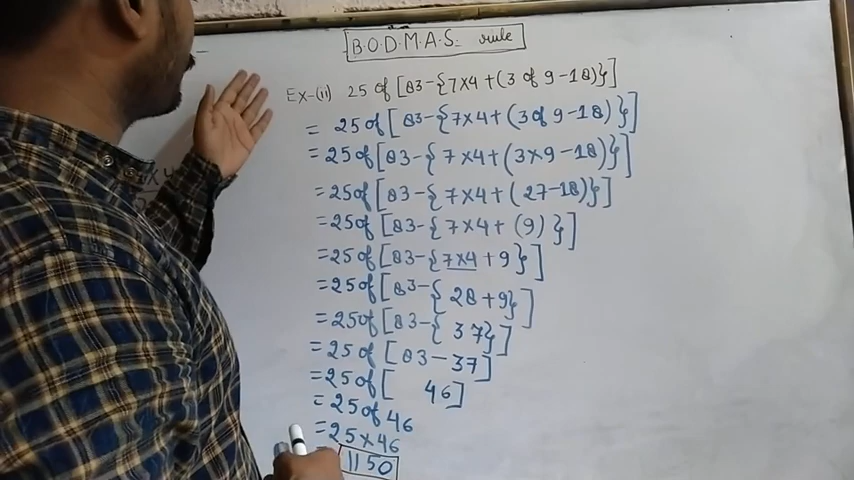 B.O.D.M.A.S. rule
Ex-(ii) 25 of [83-{7×4+(3 of 9-18)}]
= 25 of [83-{7×4+(3 of 9-18)}]
= 25 of [83-{7×4+(3×9-18)}]
= 25 of [83-{7×4+(27-18)}]
= 25 of [83-{7×4+(9)}]
= 25 of [83-{7×4+9}]
= 25 of [83-{28+9}]
= 25 of [83-{37}]
= 25 of [83-37]
= 25 of [46]
= 25 of 46
= 25×46
1150